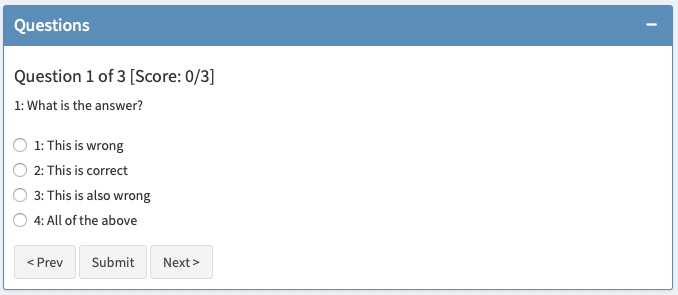 Questions
Question 1 of 3 [Score: 0/3]
1: What is the answer?
1: This is wrong
2: This is correct
3: This is also wrong
4: All of the above
< Prev Submit Next >